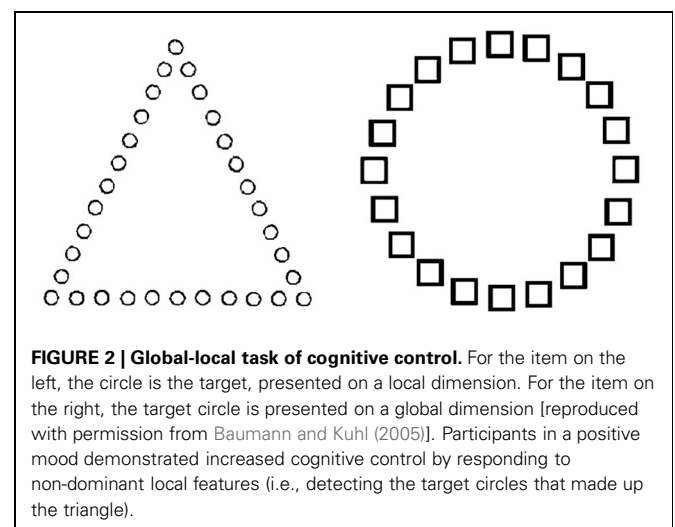 FIGURE 2 | Global-local task of cognitive control. For the item on the
left, the circle is the target, presented on a local dimension. For the item on
the right, the target circle is presented on a global dimension [reproduced
with permission from Baumann and Kuhl (2005)]. Participants in a positive
mood demonstrated increased cognitive control by responding to
non-dominant local features (i.e., detecting the target circles that made up
the triangle).